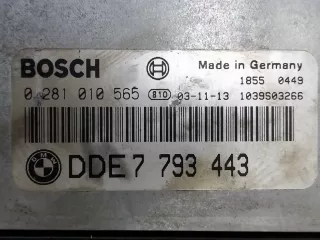 BOSCH Made in Germany
1855 0449
0 281 010 565 810 03-11-13 1039S03266
BMW DDE 7 793 443